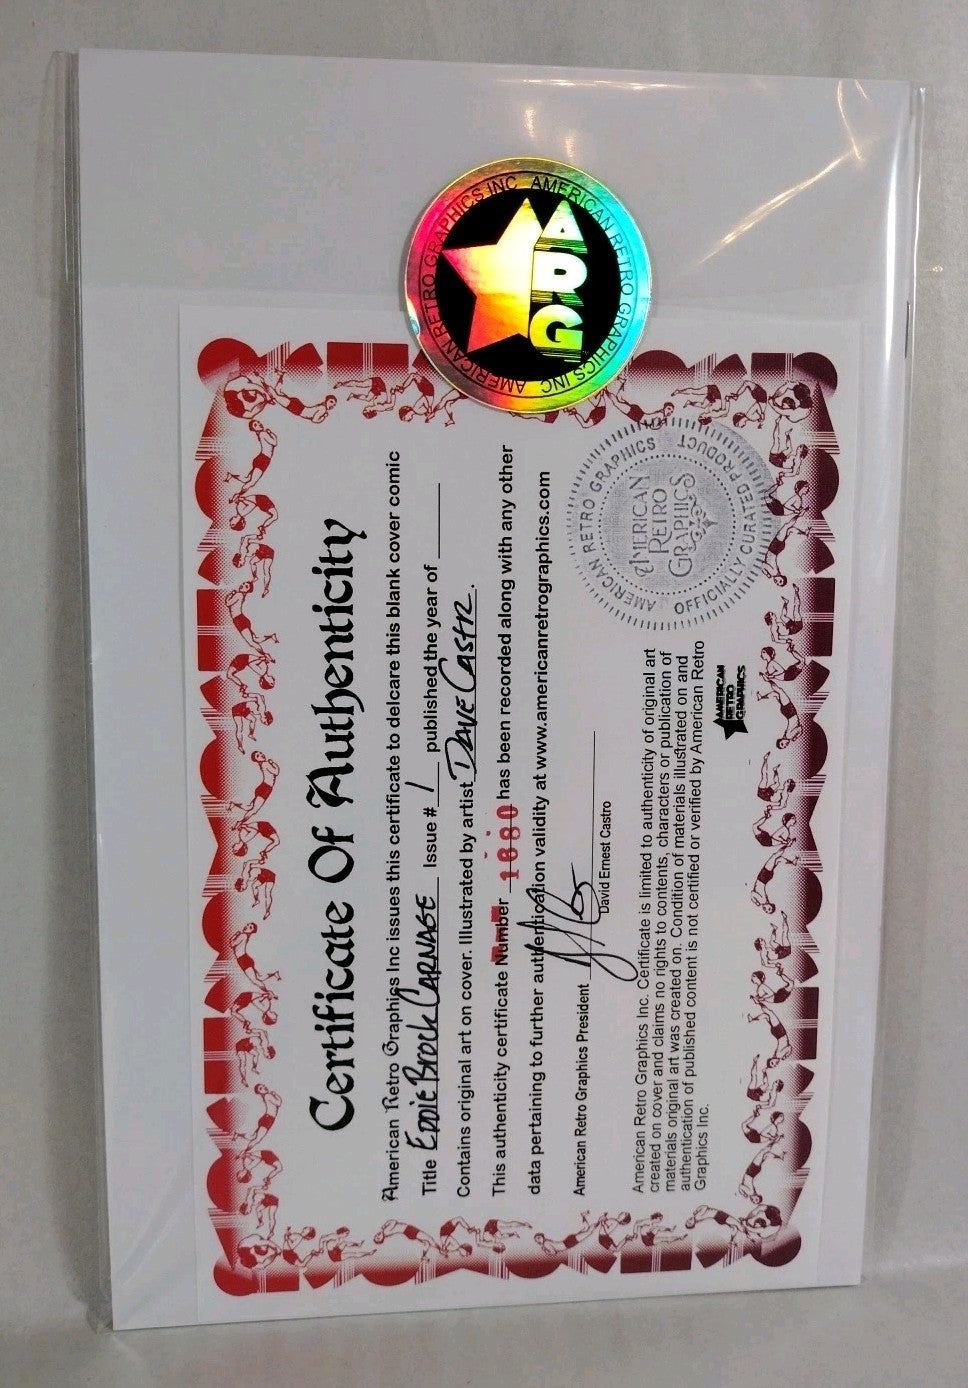 AMERICAN RETRO GRAPHICS INC AMERICAN RETRO GRAPHICS INC
ARG
Certificate Of Authenticity
American Retro Graphics Inc issues this certificate to delcare this blank cover comic
Title EDDIE BROCK CARNAGE Issue # 1 published the year of
Contains original art on cover. Illustrated by artist DAVE CASTR.
This authenticity certificate Number 1680 has been recorded along with any other
data pertaining to further authentication validity at www.americanretrographics.com
American Retro Graphics President
David Ernest Castro
AMERICAN RETRO GRAPHICS
OFFICIALLY CURATED PRODUCT
AMERICAN
RETRO
GRAPHICS
American Retro Graphics Inc. Certificate is limited to authenticity of original art
created on cover and claims no rights to contents, characters or publication of
materials original art was created on. Condition of materials illustrated on and
authentication of published content is not certified or verified by American Retro
Graphics Inc.
AMERICAN
RETRO
GRAPHICS